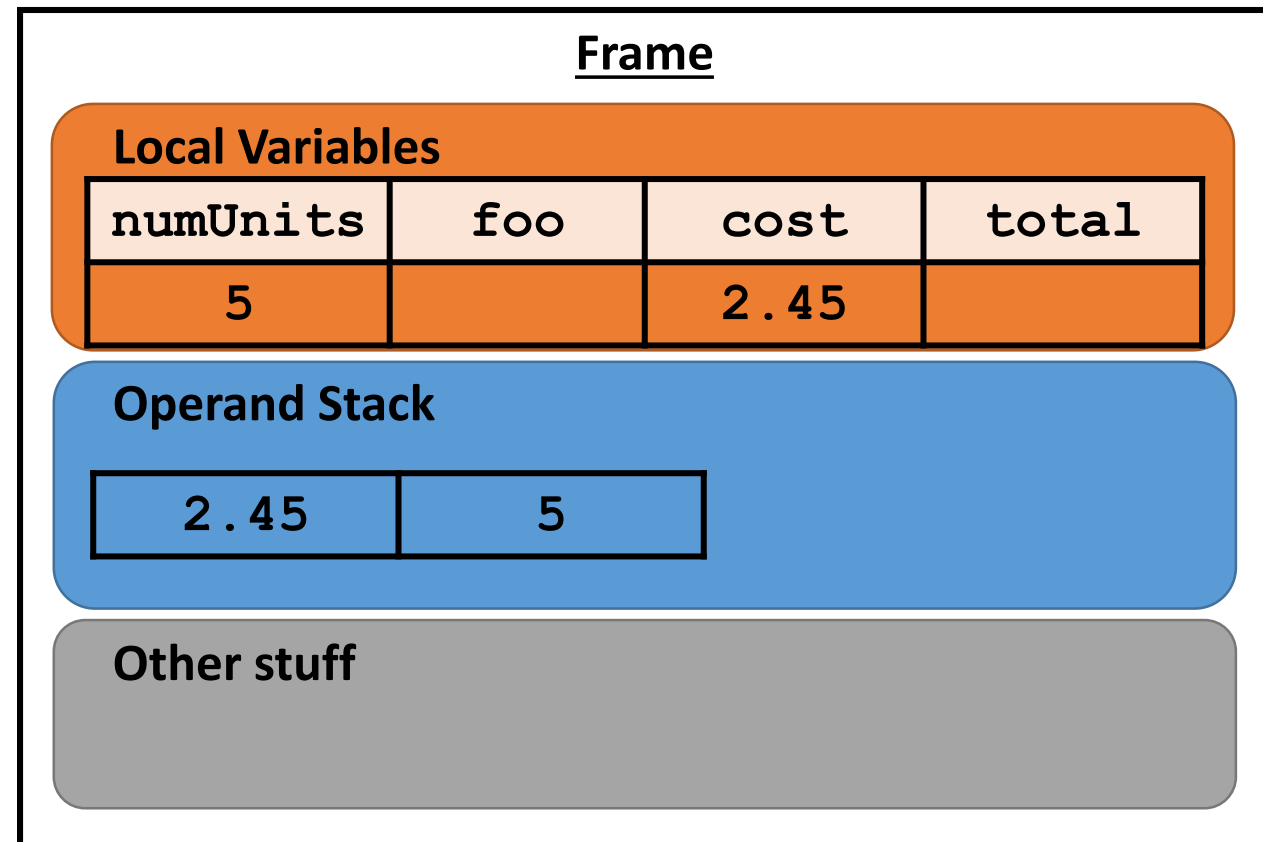 Frame
Local Variables
numUnits foo cost total
5 2.45
Operand Stack
2.45 5
Other stuff